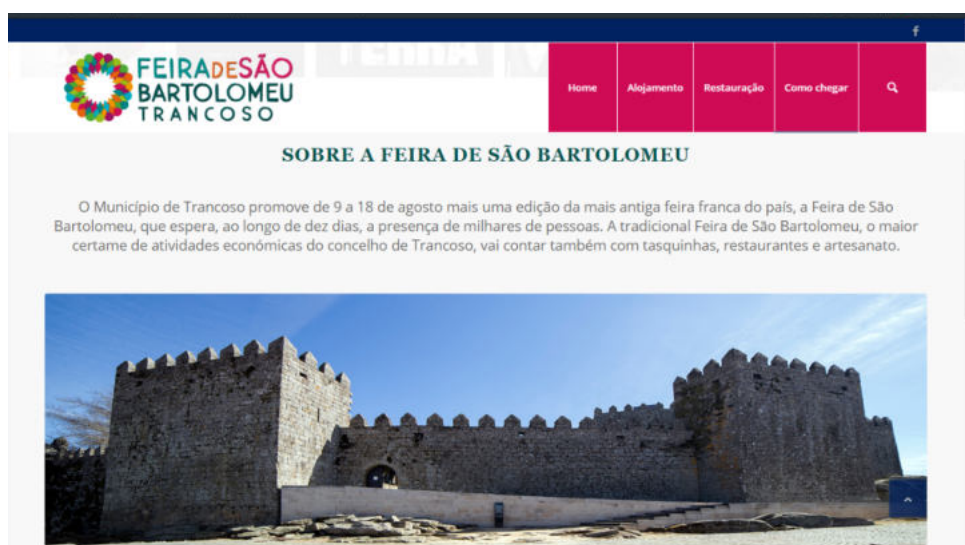 TERRA
FEIRADESÃO
BARTOLOMEU
TRANCOSO
Home
Alojamento
Restauração
Como chegar
SOBRE A FEIRA DE SÃO BARTOLOMEU
O Município de Trancoso promove de 9 a 18 de agosto mais uma edição da mais antiga feira franca do país, a Feira de São
Bartolomeu, que espera, ao longo de dez dias, a presença de milhares de pessoas. A tradicional Feira de São Bartolomeu, o maior
certame de atividades económicas do concelho de Trancoso, vai contar também com tasquinhas, restaurantes e artesanato.